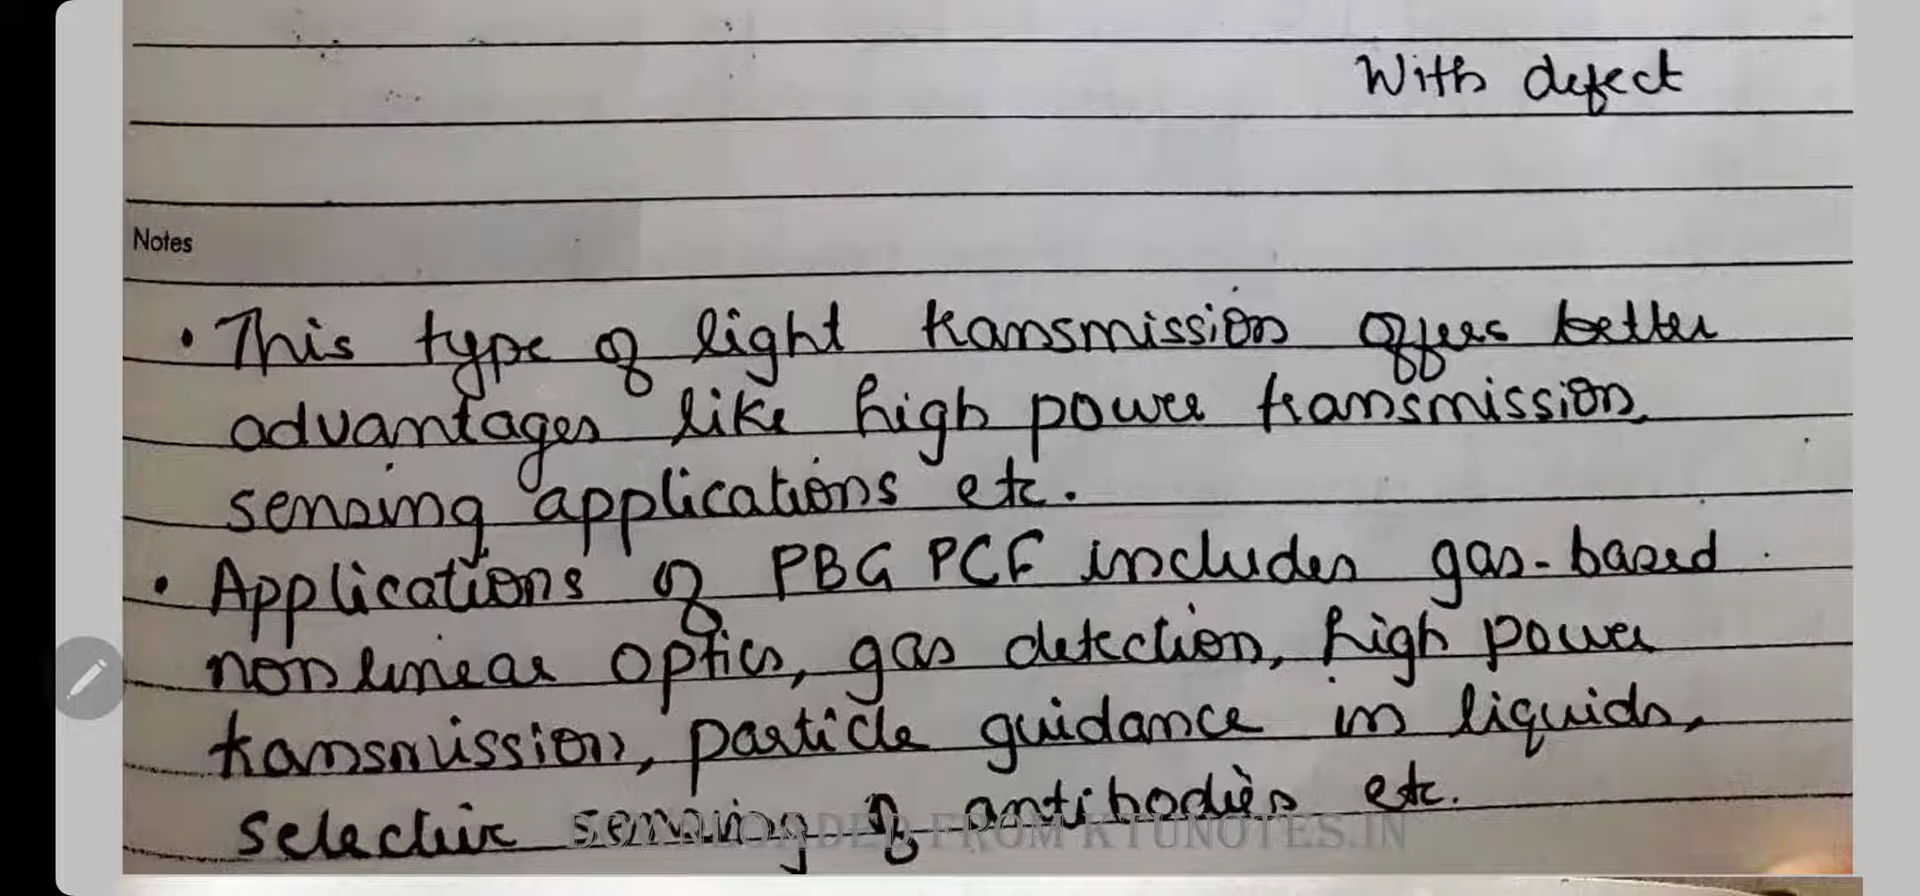 With defect
Notes
• This type of light transmission offers better
advantages like high power transmission
sensing applications etc.
• Applications of PBG PCF includes gas-based
nonlinear optics, gas detection, high power
transmission, particle guidance in liquids,
selective sensing of antibodies etc.
DOWNLOADED FROM KTUNOTES.IN